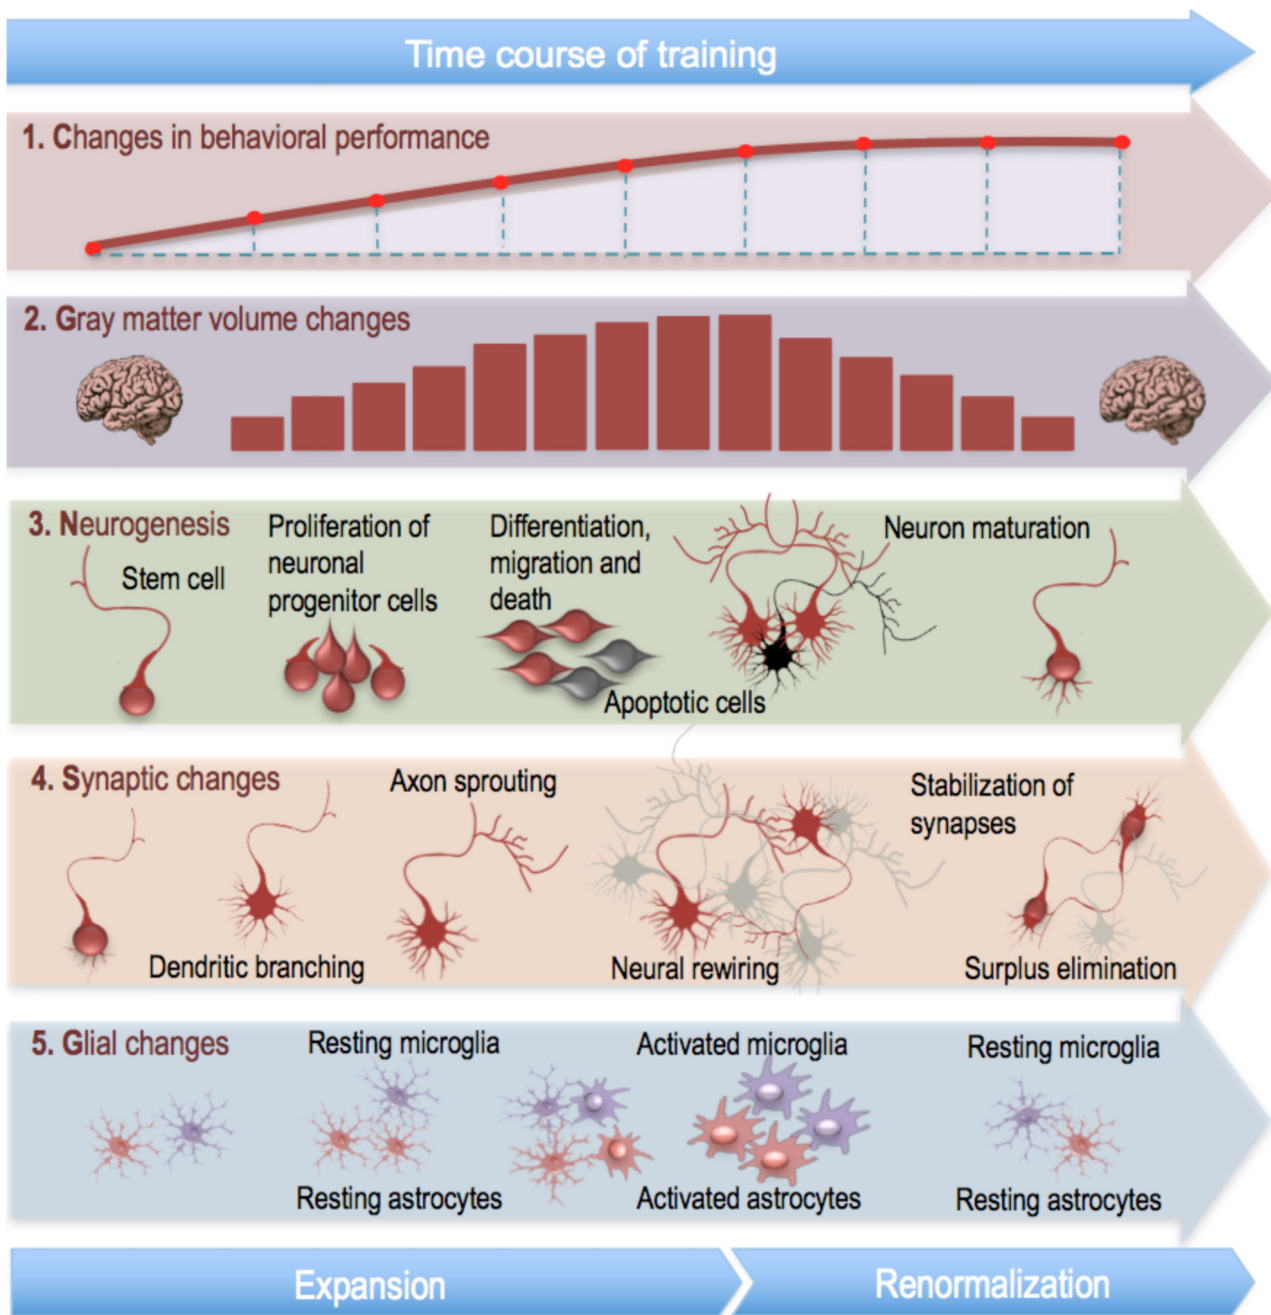 Time course of training
1. Changes in behavioral performance
2. Gray matter volume changes
3. Neurogenesis
Stem cell
Proliferation of
neuronal
progenitor cells
Differentiation,
migration and
death
Apoptotic cells
Neuron maturation
4. Synaptic changes
Dendritic branching
Axon sprouting
Neural rewiring
Stabilization of
synapses
Surplus elimination
5. Glial changes
Resting microglia
Resting astrocytes
Activated microglia
Activated astrocytes
Resting microglia
Resting astrocytes
Expansion
Renormalization